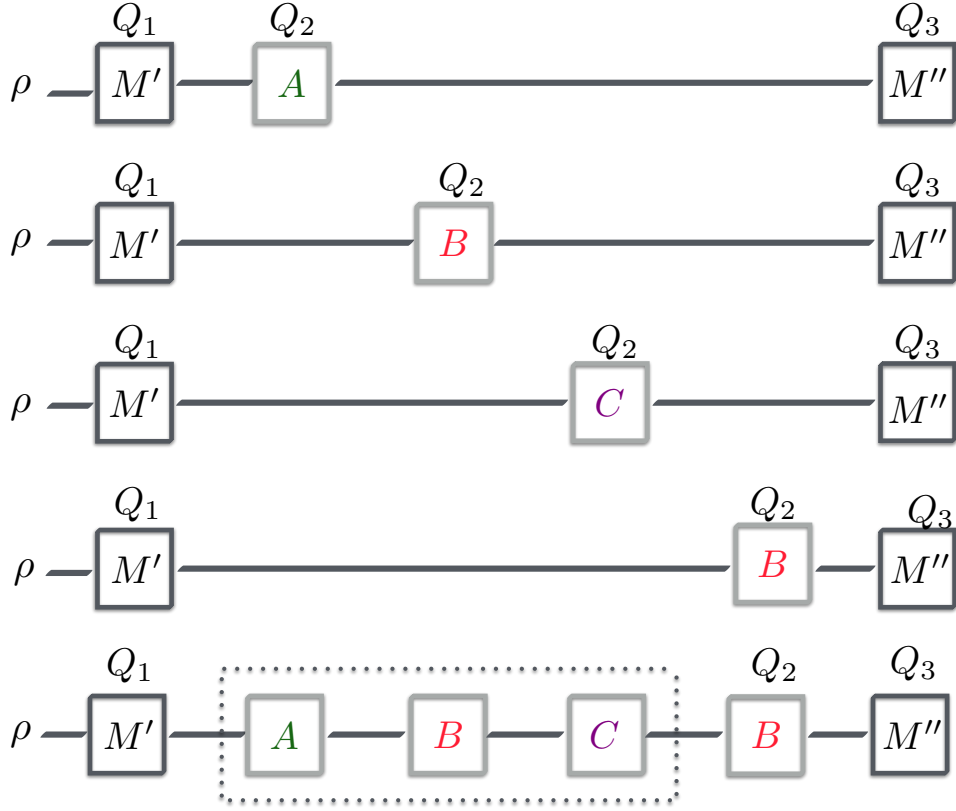 Q₁ Q₂ Q₃
ρ M′ A M″
Q₁ Q₂ Q₃
ρ M′ B M″
Q₁ Q₂ Q₃
ρ M′ C M″
Q₁ Q₂ Q₃
ρ M′ B M″
Q₁ Q₂ Q₃
ρ M′ A B C B M″